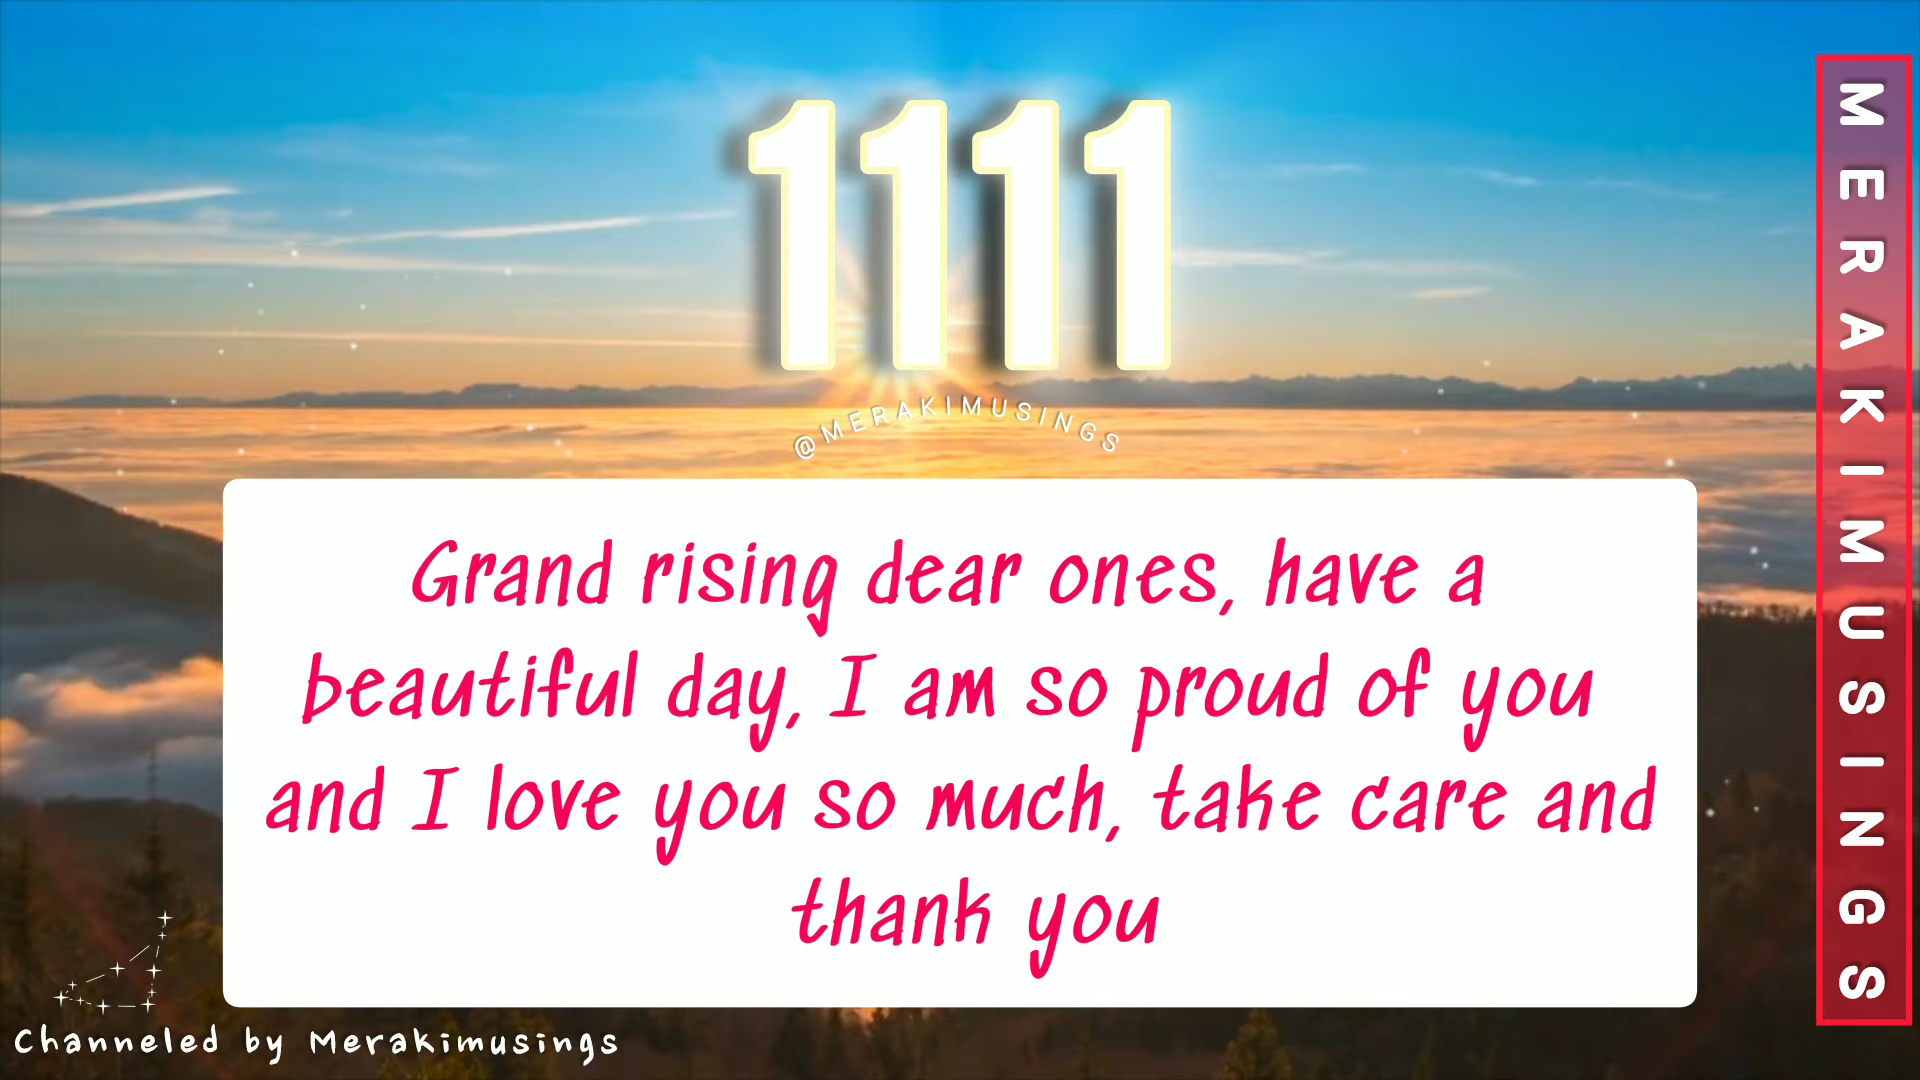 1111
@MERAKIMUSINGS
Grand rising dear ones, have a
beautiful day, I am so proud of you
and I love you so much, take care and
thank you
Channeled by Merakimusings
MERAKIMUSINGS